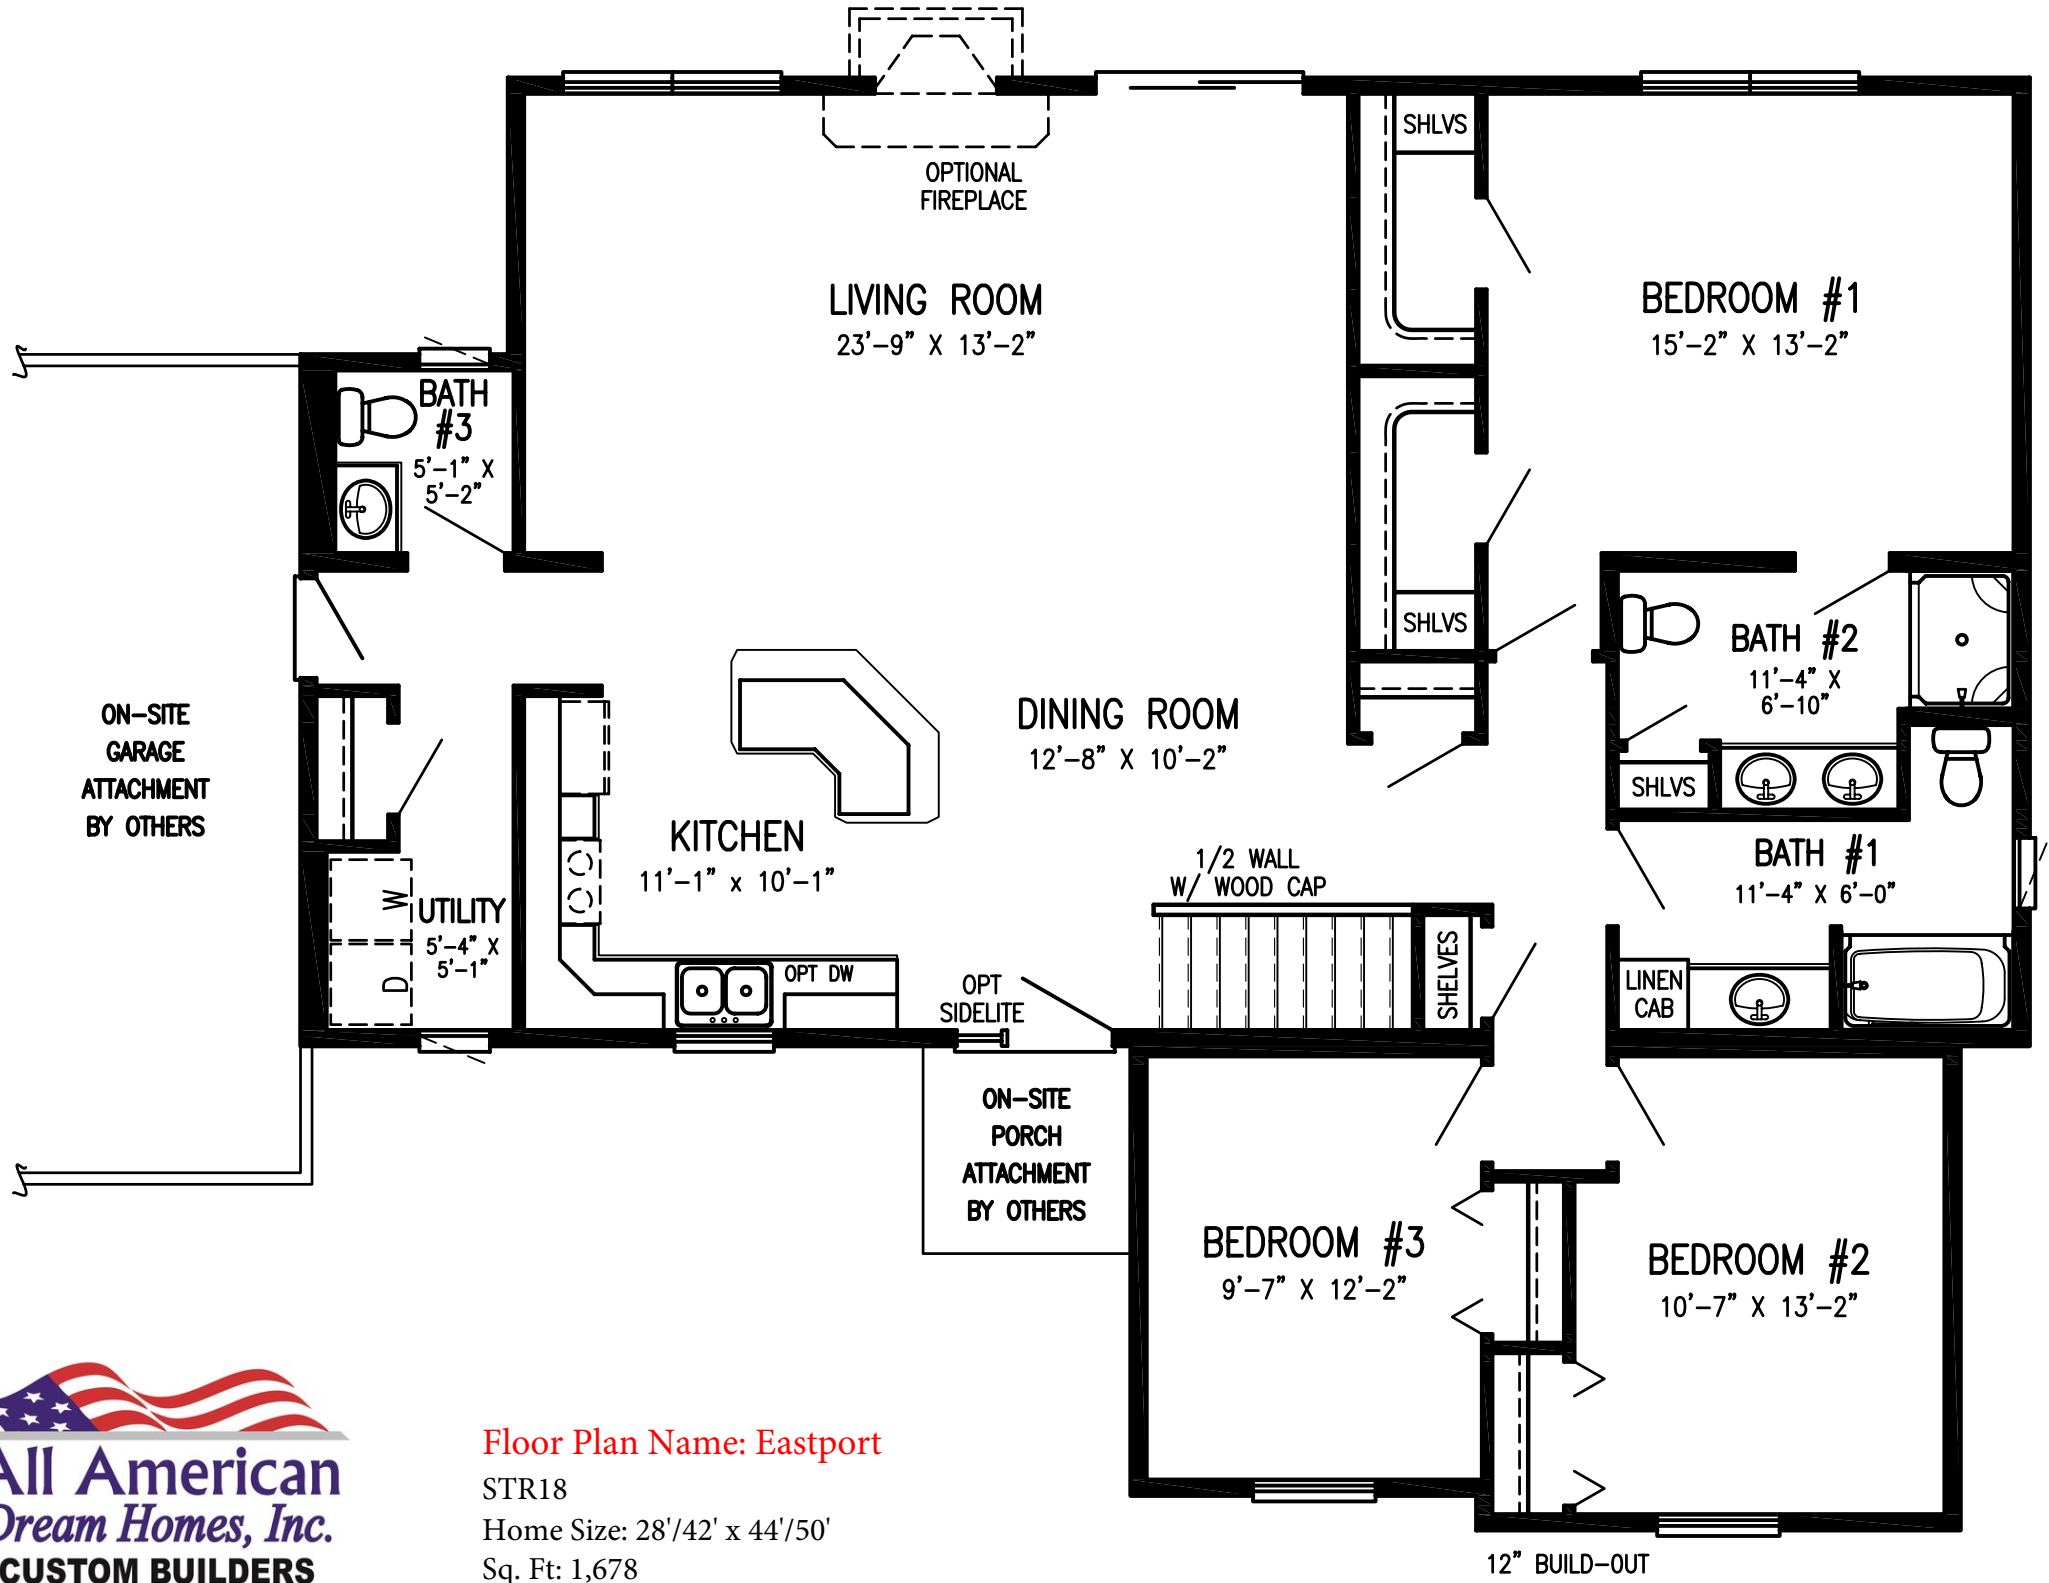 OPTIONAL
FIREPLACE
SHLVS
LIVING ROOM
23'-9" X 13'-2"
BEDROOM #1
15'-2" X 13'-2"
BATH
#3
5'-1" X
5'-2"
SHLVS
BATH #2
11'-4" X
6'-10"
ON-SITE
GARAGE
ATTACHMENT
BY OTHERS
DINING ROOM
12'-8" X 10'-2"
SHLVS
KITCHEN
11'-1" x 10'-1"
1/2 WALL
W/ WOOD CAP
BATH #1
11'-4" X 6'-0"
W
D
UTILITY
5'-4" X
5'-1"
OPT DW
OPT
SIDELITE
SHELVES
LINEN
CAB
ON-SITE
PORCH
ATTACHMENT
BY OTHERS
BEDROOM #3
9'-7" X 12'-2"
BEDROOM #2
10'-7" X 13'-2"
12" BUILD-OUT
All American
Dream Homes, Inc.
CUSTOM BUILDERS
Floor Plan Name: Eastport
STR18
Home Size: 28'/42' x 44'/50'
Sq. Ft: 1,678